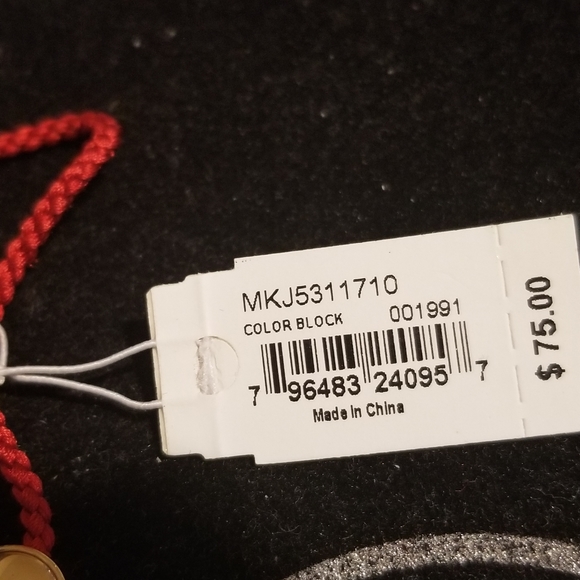 MKJ5311710
COLOR BLOCK 001991
7 96483 24095 7
Made In China
$ 75.00